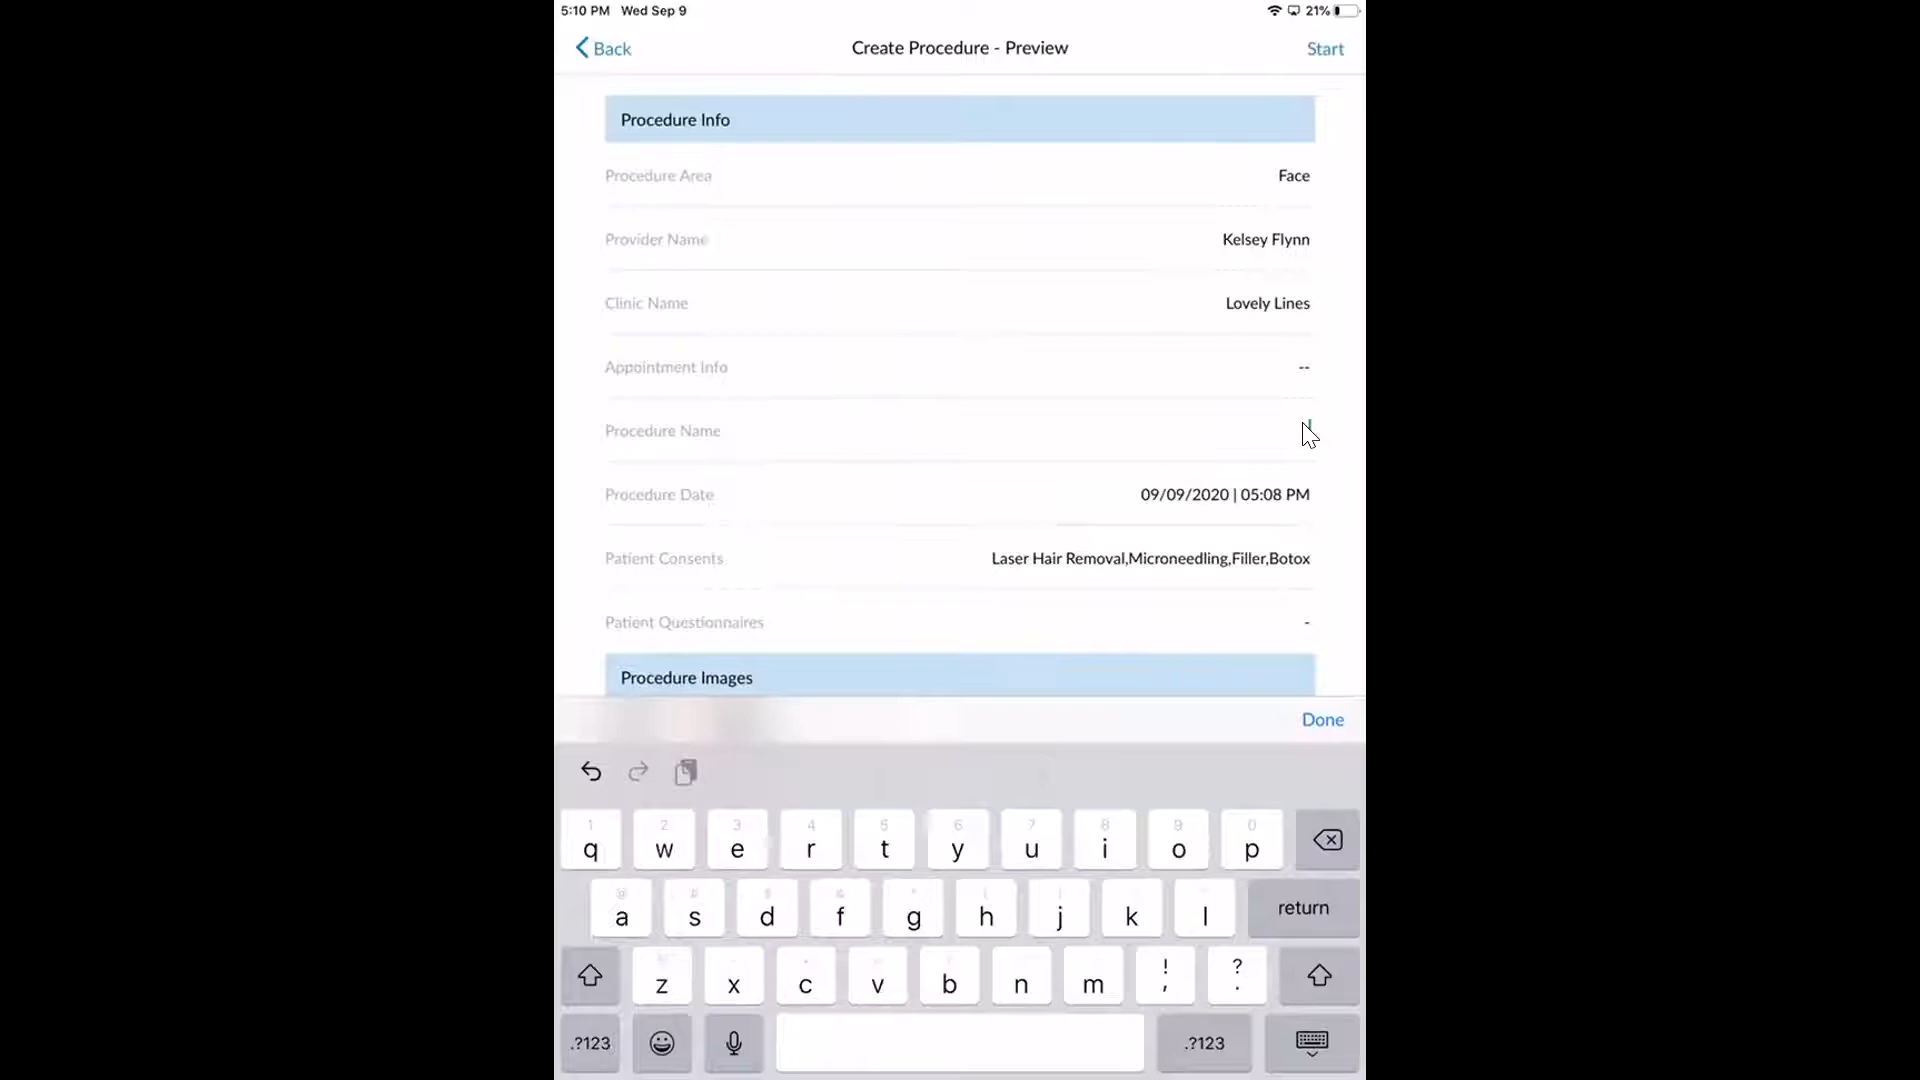 5:10 PM Wed Sep 9 21%
Back Create Procedure - Preview Start
Procedure Info
Procedure Area Face
Provider Name Kelsey Flynn
Clinic Name Lovely Lines
Appointment Info --
Procedure Name
Procedure Date 09/09/2020 | 05:08 PM
Patient Consents Laser Hair Removal,Microneedling,Filler,Botox
Patient Questionnaires -
Procedure Images
Done
1 2 3 4 5 6 7 8 9 0
q w e r t y u i o p
@ # $ &
a s d f g h j k l return
! ?
z x c v b n m , .
.?123 .?123